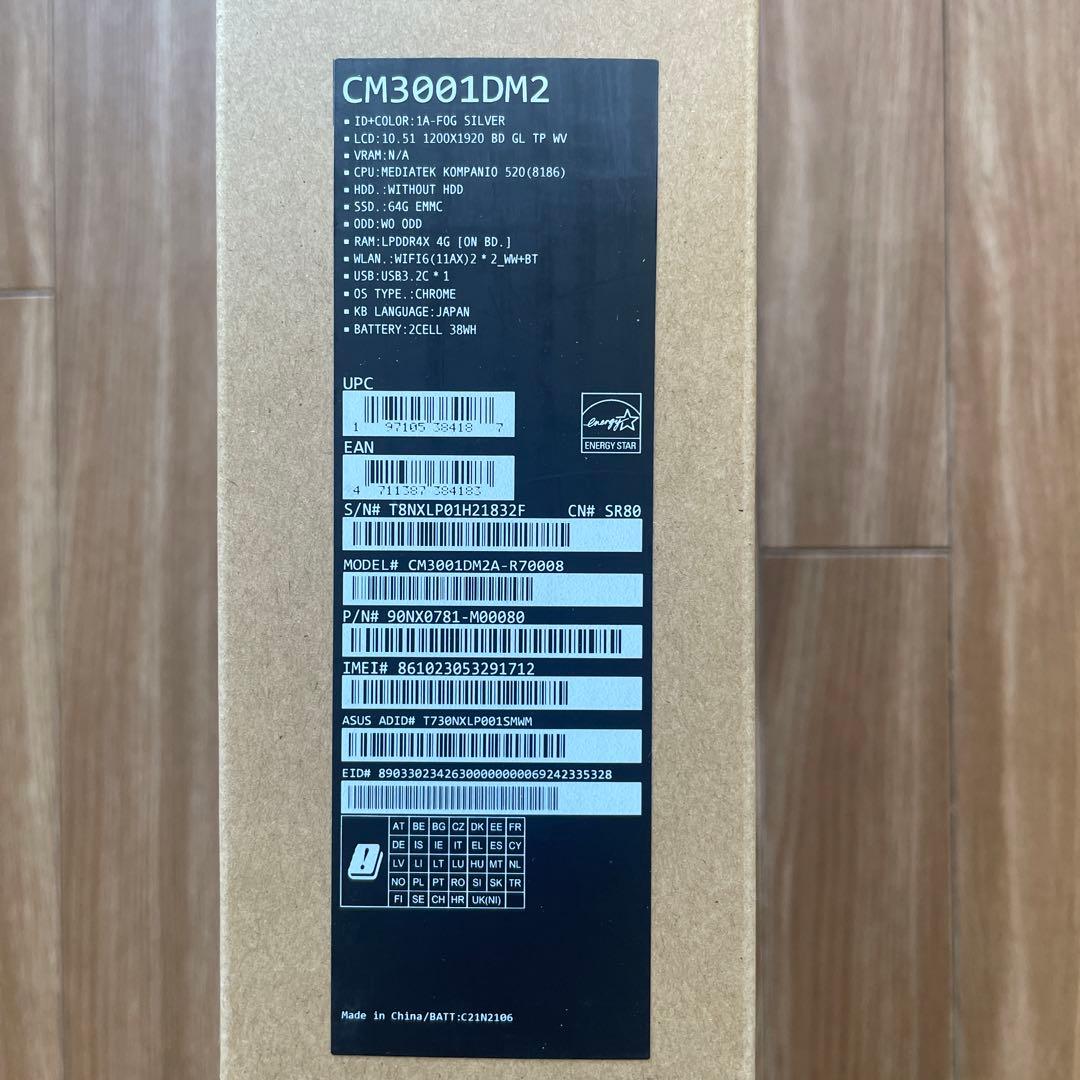 CM3001DM2
▪ ID+COLOR:1A-FOG SILVER
▪ LCD:10.51 1200X1920 BD GL TP WV
▪ VRAM:N/A
▪ CPU:MEDIATEK KOMPANIO 520(8186)
▪ HDD.:WITHOUT HDD
▪ SSD.:64G EMMC
▪ ODD:WO ODD
▪ RAM:LPDDR4X 4G [ON BD.]
▪ WLAN.:WIFI6(11AX)2*2_WW+BT
▪ USB:USB3.2C*1
▪ OS TYPE.:CHROME
▪ KB LANGUAGE:JAPAN
▪ BATTERY:2CELL 38WH
UPC
1 97105 38418 7
energy
ENERGY STAR
EAN
4 711387 384183
S/N# T8NXLP01H21832F CN# SR80
MODEL# CM3001DM2A-R70008
P/N# 90NX0781-M00080
IMEI# 861023053291712
ASUS ADID# T730NXLP001SMWM
EID# 89033023426300000000069242335328
AT BE BG CZ DK EE FR
DE IS IE IT EL ES CY
LV LI LT LU HU MT NL
NO PL PT RO SI SK TR
FI SE CH HR UK(NI)
Made in China/BATT:C21N2106